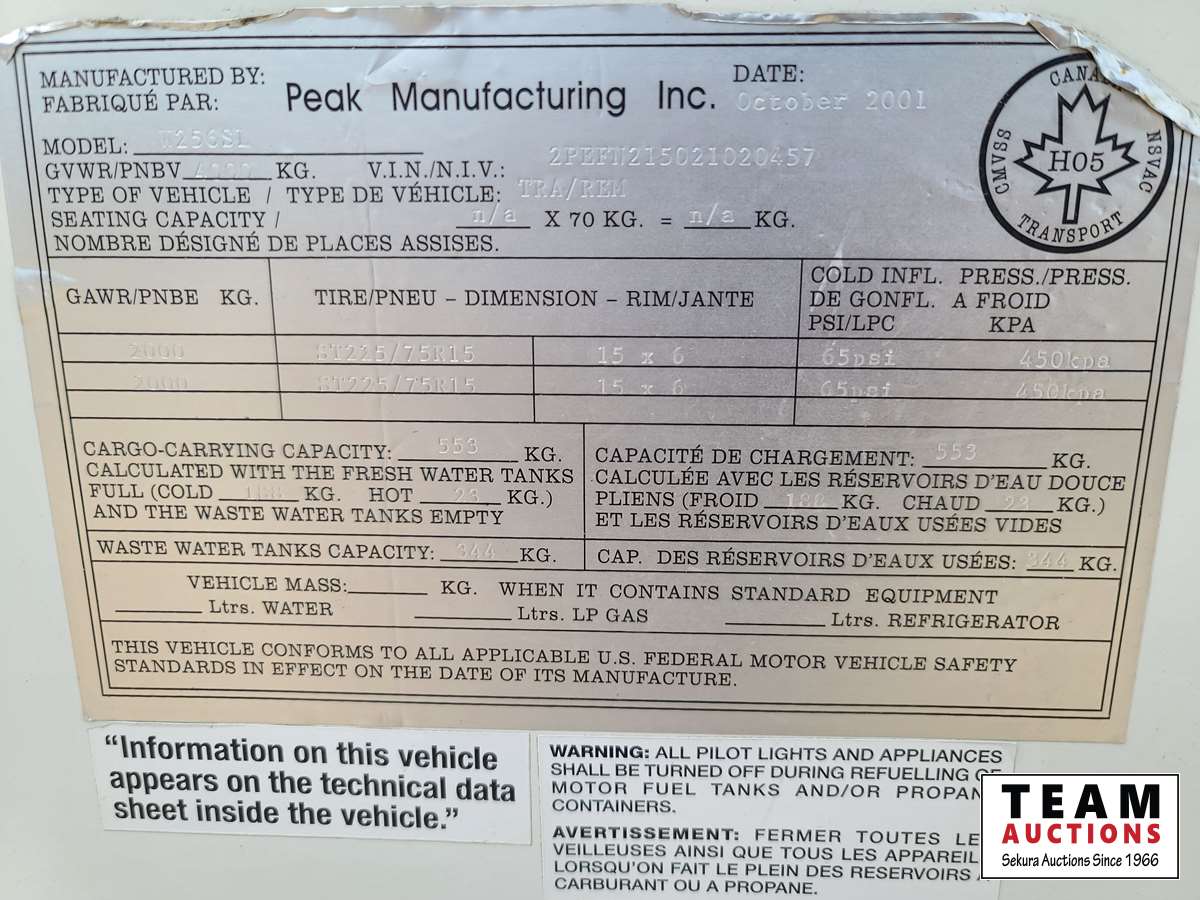 MANUFACTURED BY:
FABRIQUÉ PAR:
Peak Manufacturing Inc.
DATE:
October 2001
MODEL: W256SL
GVWR/PNBV KG. V.I.N./N.I.V.: 2PEFW215021020457
TYPE OF VEHICLE / TYPE DE VÉHICLE: TRA/REM
SEATING CAPACITY / n/a X 70 KG. = n/a KG.
NOMBRE DÉSIGNÉ DE PLACES ASSISES.
CANADA
CMVSS
NSVAC
H05
TRANSPORT
GAWR/PNBE KG. TIRE/PNEU - DIMENSION - RIM/JANTE
COLD INFL. PRESS./PRESS.
DE GONFL. A FROID
PSI/LPC KPA
2000 ST225/75R15 15 x 6 65psi 450kpa
2000 ST225/75R15 15 x 6 65psi 450kpa
CARGO-CARRYING CAPACITY: 553 KG.
CALCULATED WITH THE FRESH WATER TANKS
FULL (COLD 188 KG. HOT 23 KG.)
AND THE WASTE WATER TANKS EMPTY
CAPACITÉ DE CHARGEMENT: 553 KG.
CALCULÉE AVEC LES RÉSERVOIRS D'EAU DOUCE
PLIENS (FROID 188 KG. CHAUD 23 KG.)
ET LES RÉSERVOIRS D'EAUX USÉES VIDES
WASTE WATER TANKS CAPACITY: 344 KG.
CAP. DES RÉSERVOIRS D'EAUX USÉES: 344 KG.
VEHICLE MASS: KG. WHEN IT CONTAINS STANDARD EQUIPMENT
Ltrs. WATER Ltrs. LP GAS Ltrs. REFRIGERATOR
THIS VEHICLE CONFORMS TO ALL APPLICABLE U.S. FEDERAL MOTOR VEHICLE SAFETY
STANDARDS IN EFFECT ON THE DATE OF ITS MANUFACTURE.
“Information on this vehicle
appears on the technical data
sheet inside the vehicle.”
WARNING: ALL PILOT LIGHTS AND APPLIANCES
SHALL BE TURNED OFF DURING REFUELLING OF
MOTOR FUEL TANKS AND/OR PROPAN
CONTAINERS.
AVERTISSEMENT: FERMER TOUTES LE
VEILLEUSES AINSI QUE TOUS LES APPAREIL
LORSQU'ON FAIT LE PLEIN DES RESERVOIRS
CARBURANT OU A PROPANE.
TEAM
AUCTIONS
Sekura Auctions Since 1966